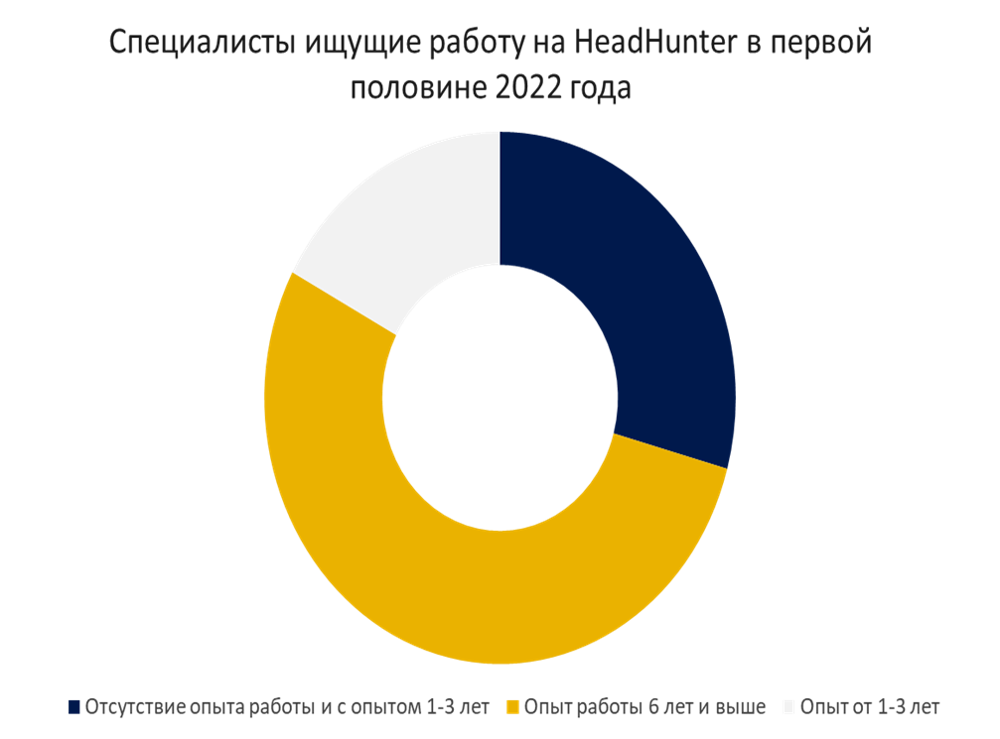 Специалисты ищущие работу на HeadHunter в первой
половине 2022 года
Отсутствие опыта работы и с опытом 1-3 лет Опыт работы 6 лет и выше Опыт от 1-3 лет